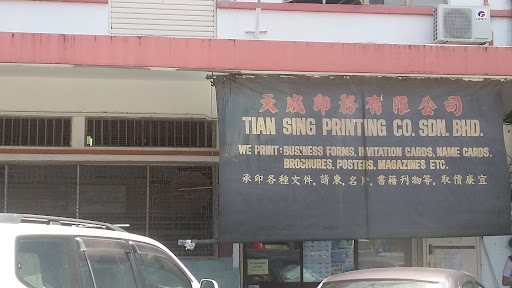 天成印務有限公司
TIAN SING PRINTING CO. SDN. BHD.
WE PRINT: BUSINESS FORMS, INVITATION CARDS, NAME CARDS,
BROCHURES, POSTERS, MAGAZINES ETC.
承印各種文件, 請柬, 名片, 書籍刊物等, 取價廉宜